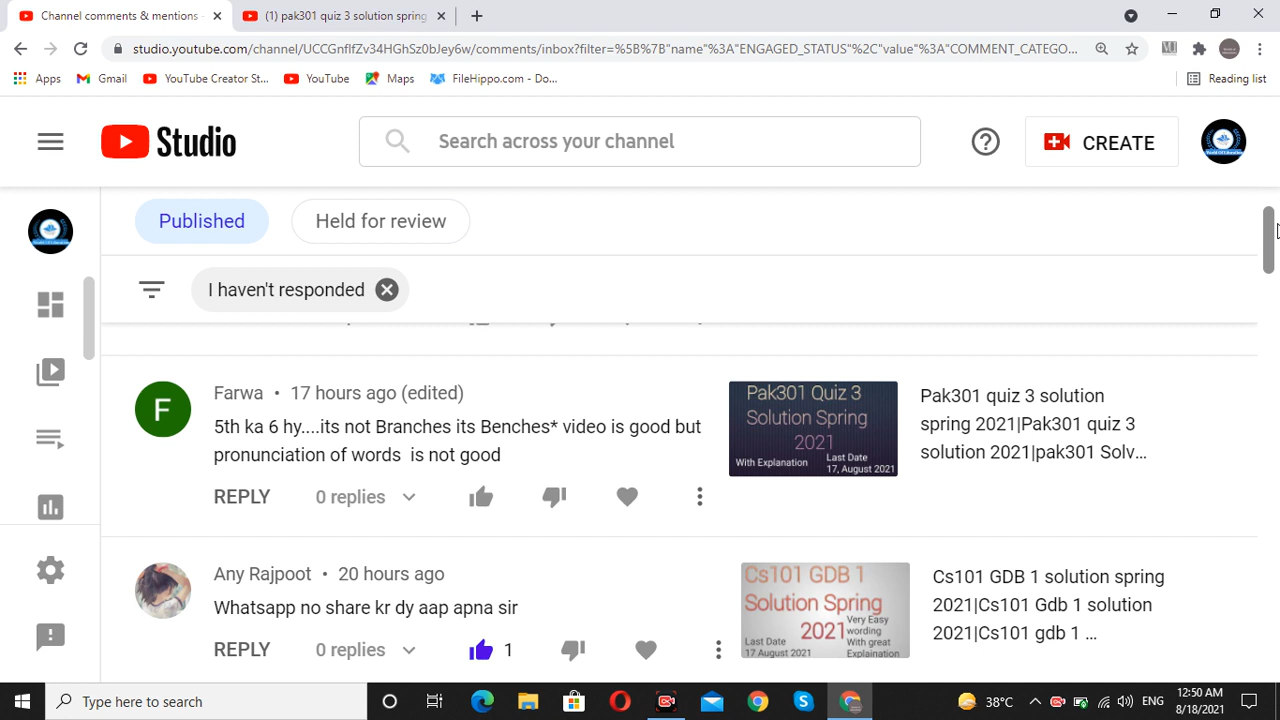 Channel comments & mentions -
(1) pak301 quiz 3 solution spring
studio.youtube.com/channel/UCCGnflfZv34HGhSz0bJey6w/comments/inbox?filter=%5B%7B"name"%3A"ENGAGED_STATUS"%2C"value"%3A"COMMENT_CATEGO...
Apps
Gmail
YouTube Creator St...
YouTube
Maps
FileHippo.com - Do...
Reading list
Studio
Search across your channel
CREATE
Published
Held for review
I haven't responded
Farwa • 17 hours ago (edited)
5th ka 6 hy....its not Branches its Benches* video is good but
pronunciation of words is not good
REPLY
0 replies
Pak301 Quiz 3
Solution Spring
2021
With Explanation
Last Date
17, August 2021
Pak301 quiz 3 solution
spring 2021|Pak301 quiz 3
solution 2021|pak301 Solv...
Any Rajpoot • 20 hours ago
Whatsapp no share kr dy aap apna sir
REPLY
0 replies
1
Cs101 GDB 1
Solution Spring
2021
Very Easy
wording
With great
Explaination
Last Date
17 August 2021
Cs101 GDB 1 solution spring
2021|Cs101 Gdb 1 solution
2021|Cs101 gdb 1 ...
Type here to search
38°C
ENG
12:50 AM
8/18/2021